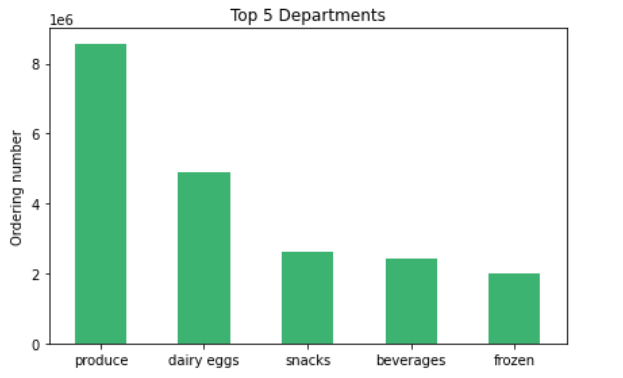 Top 5 Departments
1e6
8
6
4
2
0
Ordering number
produce dairy eggs snacks beverages frozen